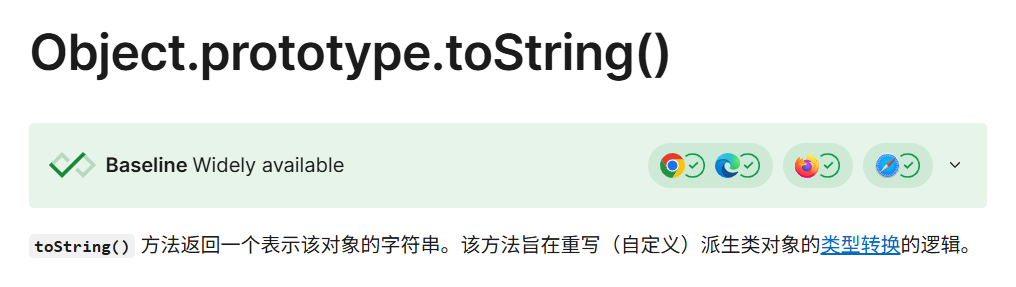 Object.prototype.toString()
Baseline Widely available
toString() 方法返回一个表示该对象的字符串。该方法旨在重写（自定义）派生类对象的类型转换的逻辑。